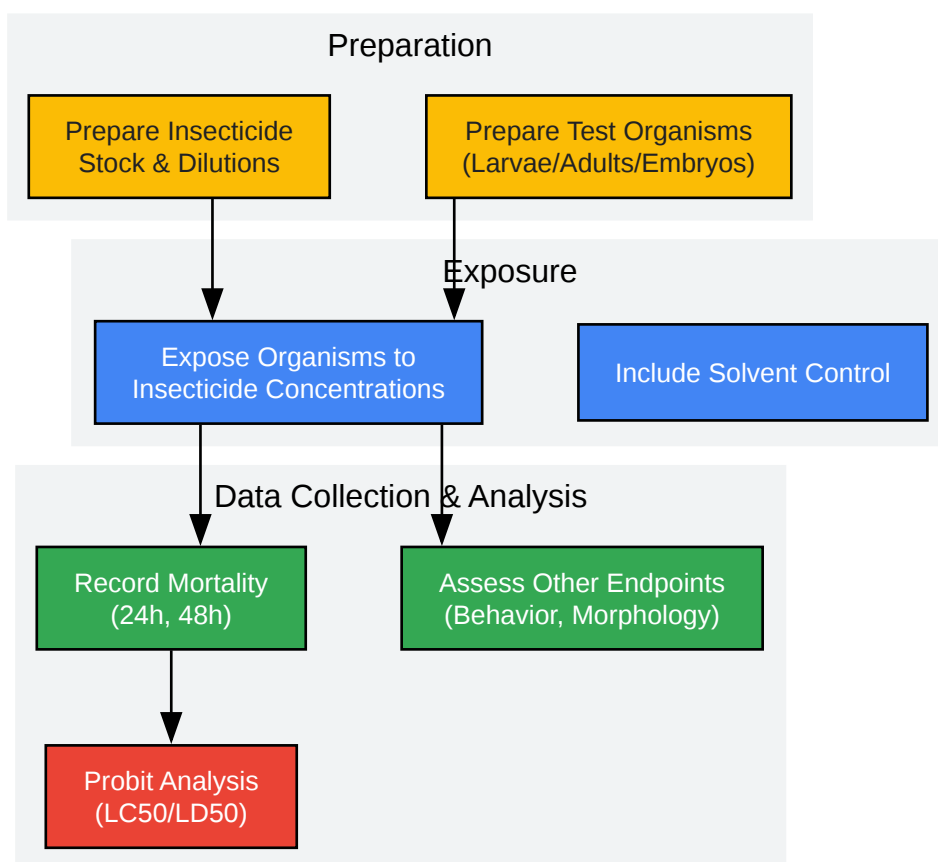 Preparation
Prepare Insecticide
Stock & Dilutions
Prepare Test Organisms
(Larvae/Adults/Embryos)
Exposure
Expose Organisms to
Insecticide Concentrations
Include Solvent Control
Data Collection & Analysis
Record Mortality
(24h, 48h)
Assess Other Endpoints
(Behavior, Morphology)
Probit Analysis
(LC50/LD50)